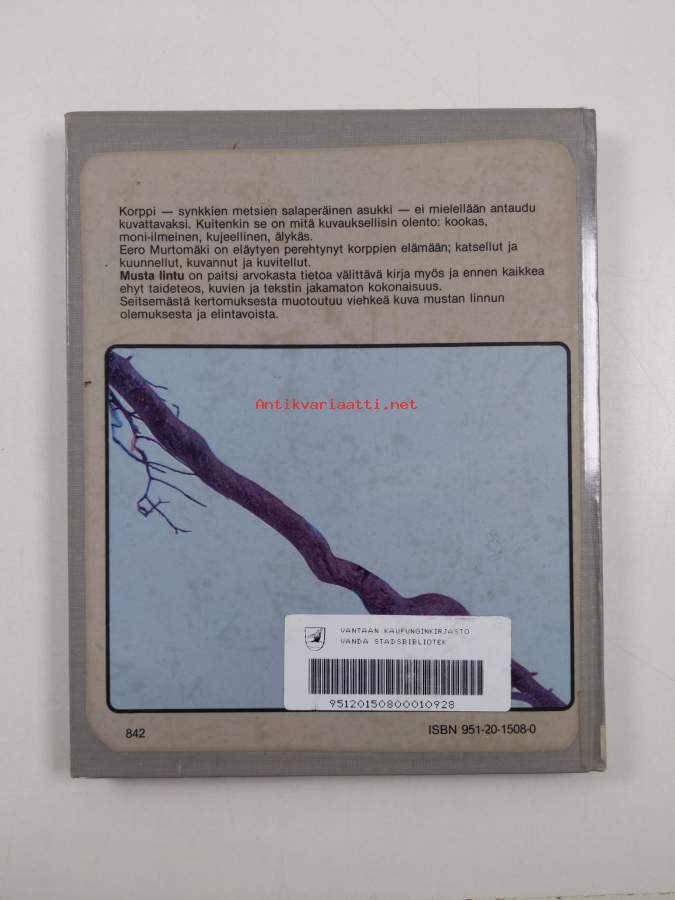 Korppi — synkkien metsien salaperäinen asukki — ei mielellään antaudu
kuvattavaksi. Kuitenkin se on mitä kuvauksellisin olento: kookas,
moni-ilmeinen, kujeellinen, älykäs.
Eero Murtomäki on eläytyen perehtynyt korppien elämään; katsellut ja
kuunnellut, kuvannut ja kuvitellut.
Musta lintu on paitsi arvokasta tietoa välittävä kirja myös ja ennen kaikkea
ehyt taideteos, kuvien ja tekstin jakamaton kokonaisuus.
Seitsemästä kertomuksesta muotoutuu viehkeä kuva mustan linnun
olemuksesta ja elintavoista.
Antikvariaatti.net
VANTAAN KAUPUNGINKIRJASTO
VANDA STADSBIBLIOTEK
95120150800010928
842
ISBN 951-20-1508-0